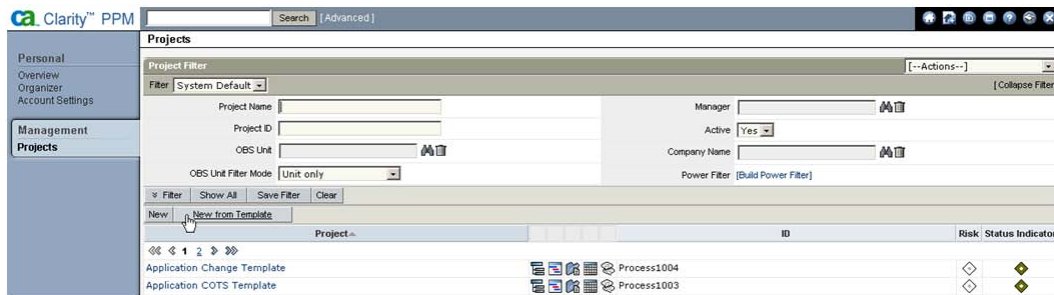 ca Clarity™ PPM Search [Advanced]
Projects
Personal
Overview
Organizer
Account Settings
Management
Projects
Project Filter [--Actions--]
Filter System Default [Collapse Filter
Project Name Manager
Project ID Active Yes
OBS Unit Company Name
OBS Unit Filter Mode Unit only Power Filter [Build Power Filter]
Filter Show All Save Filter Clear
New New from Template
Project ID Risk Status Indicator
1 2
Application Change Template Process1004
Application COTS Template Process1003